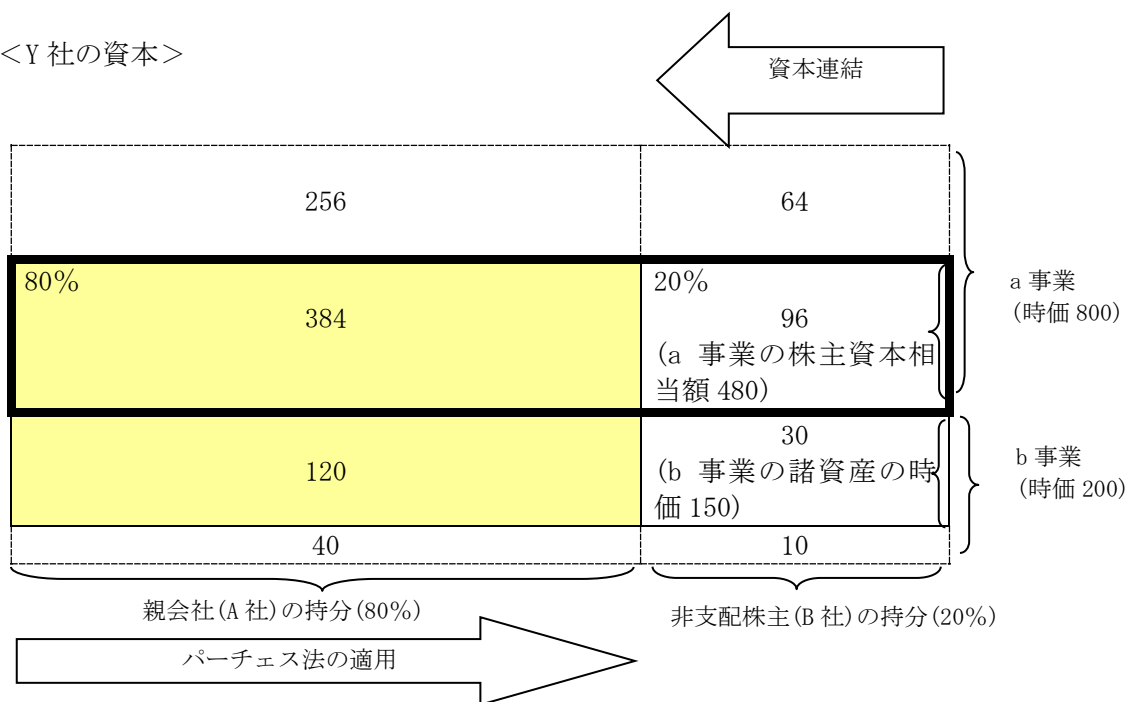 ＜Y 社の資本＞
資本連結
256
64
80％
384
20％
96
(a 事業の株主資本相
当額 480)
a 事業
(時価 800)
120
30
(b 事業の諸資産の時
価 150)
b 事業
(時価 200)
40
10
親会社(A 社)の持分(80％)
非支配株主(B 社)の持分(20％)
パーチェス法の適用